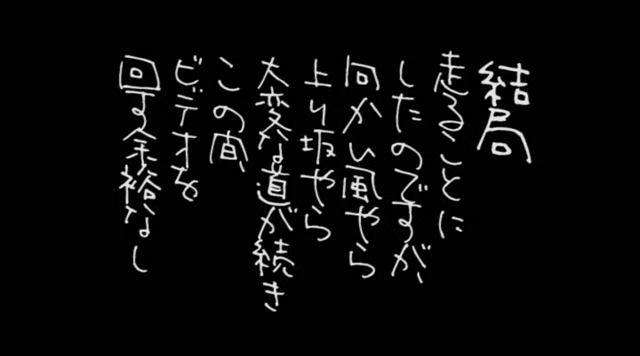 結局
走ることに
したのですが、
向かい風やら
上り坂やら
大変な道が続き
この間、
ビデオを
回す余裕なし